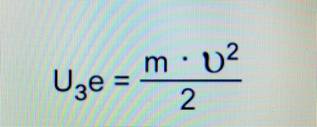 U₃e = m · υ² / 2